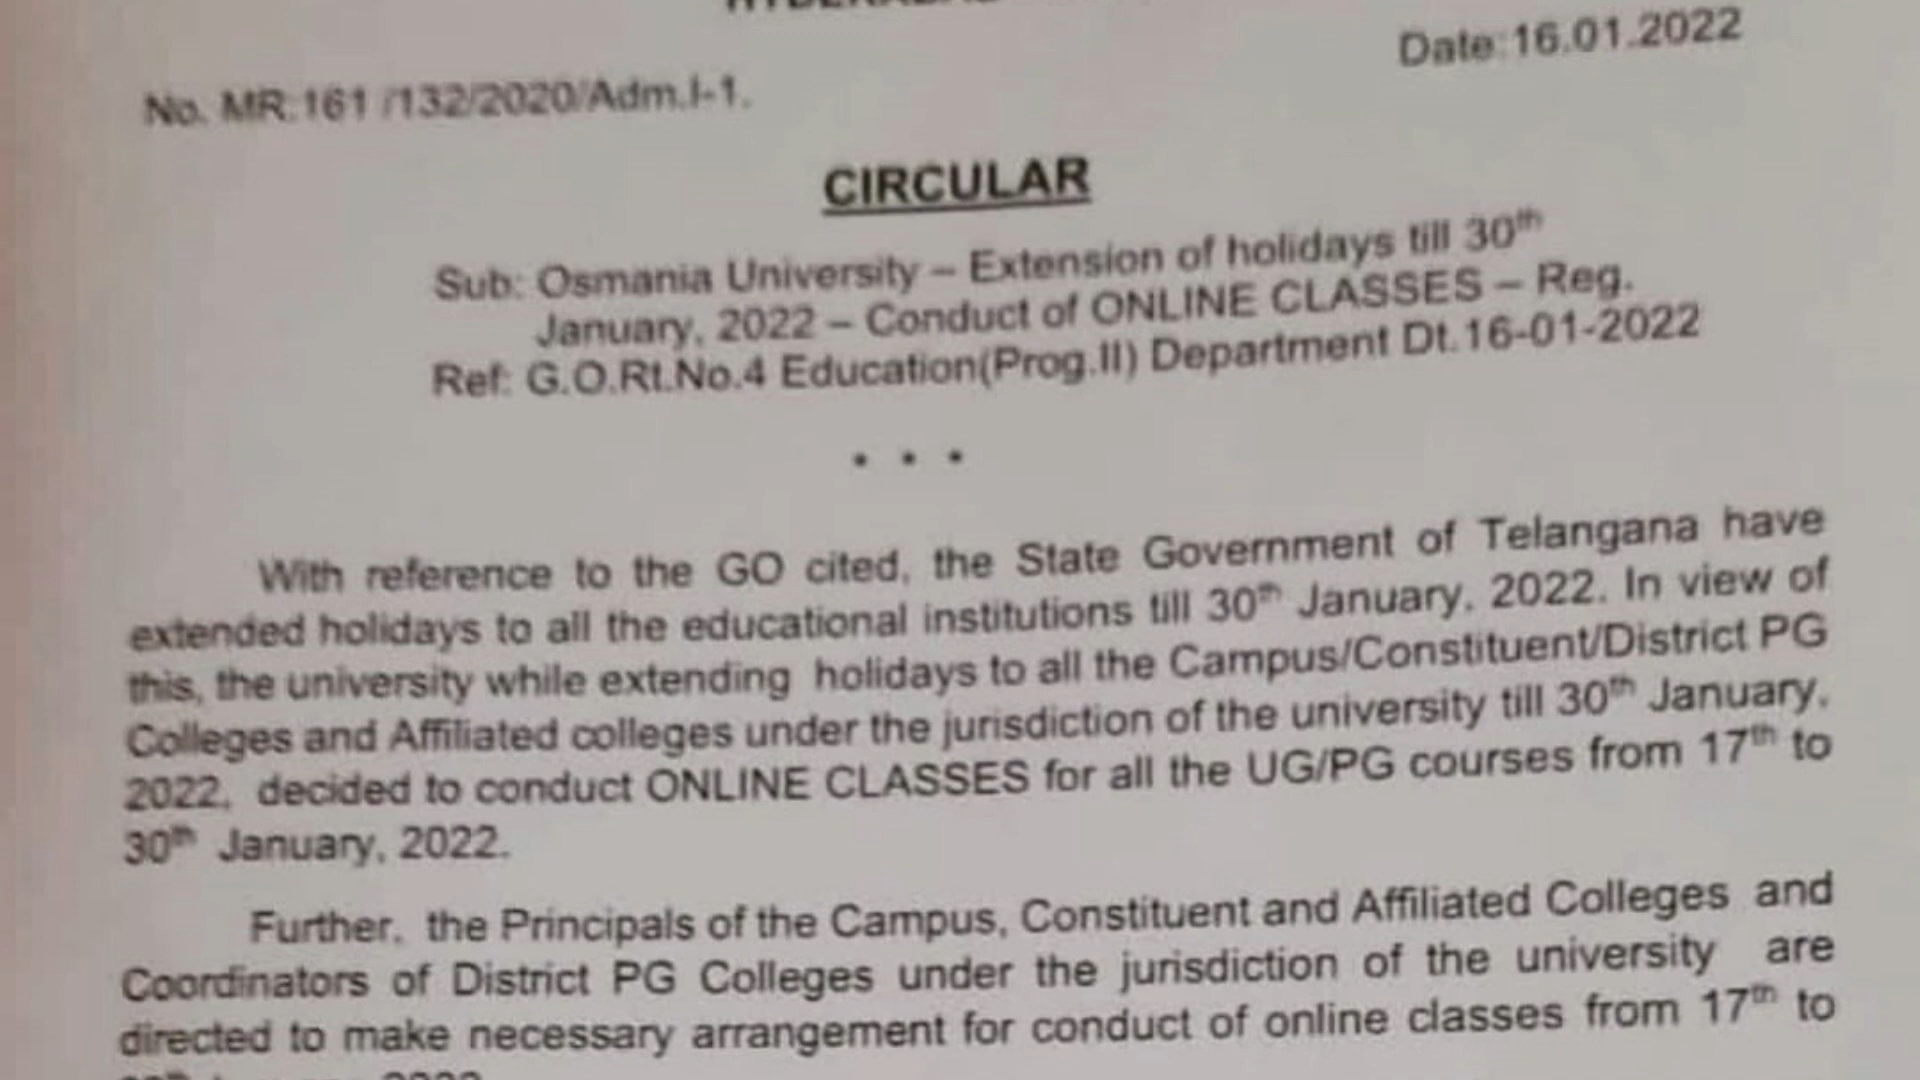 Date:16.01.2022
No. MR:161 /132/2020/Adm.I-1.
CIRCULAR
Sub: Osmania University – Extension of holidays till 30th
January, 2022 – Conduct of ONLINE CLASSES – Reg.
Ref: G.O.Rt.No.4 Education(Prog.II) Department Dt.16-01-2022
• • •
With reference to the GO cited, the State Government of Telangana have
extended holidays to all the educational institutions till 30th January, 2022. In view of
this, the university while extending holidays to all the Campus/Constituent/District PG
Colleges and Affiliated colleges under the jurisdiction of the university till 30th January,
2022, decided to conduct ONLINE CLASSES for all the UG/PG courses from 17th to
30th January, 2022.
Further, the Principals of the Campus, Constituent and Affiliated Colleges and
Coordinators of District PG Colleges under the jurisdiction of the university are
directed to make necessary arrangement for conduct of online classes from 17th to